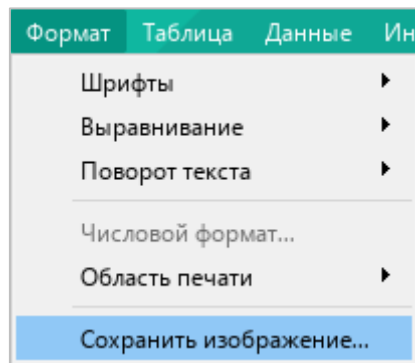 Формат Таблица Данные Ин
Шрифты
Выравнивание
Поворот текста
Числовой формат...
Область печати
Сохранить изображение...